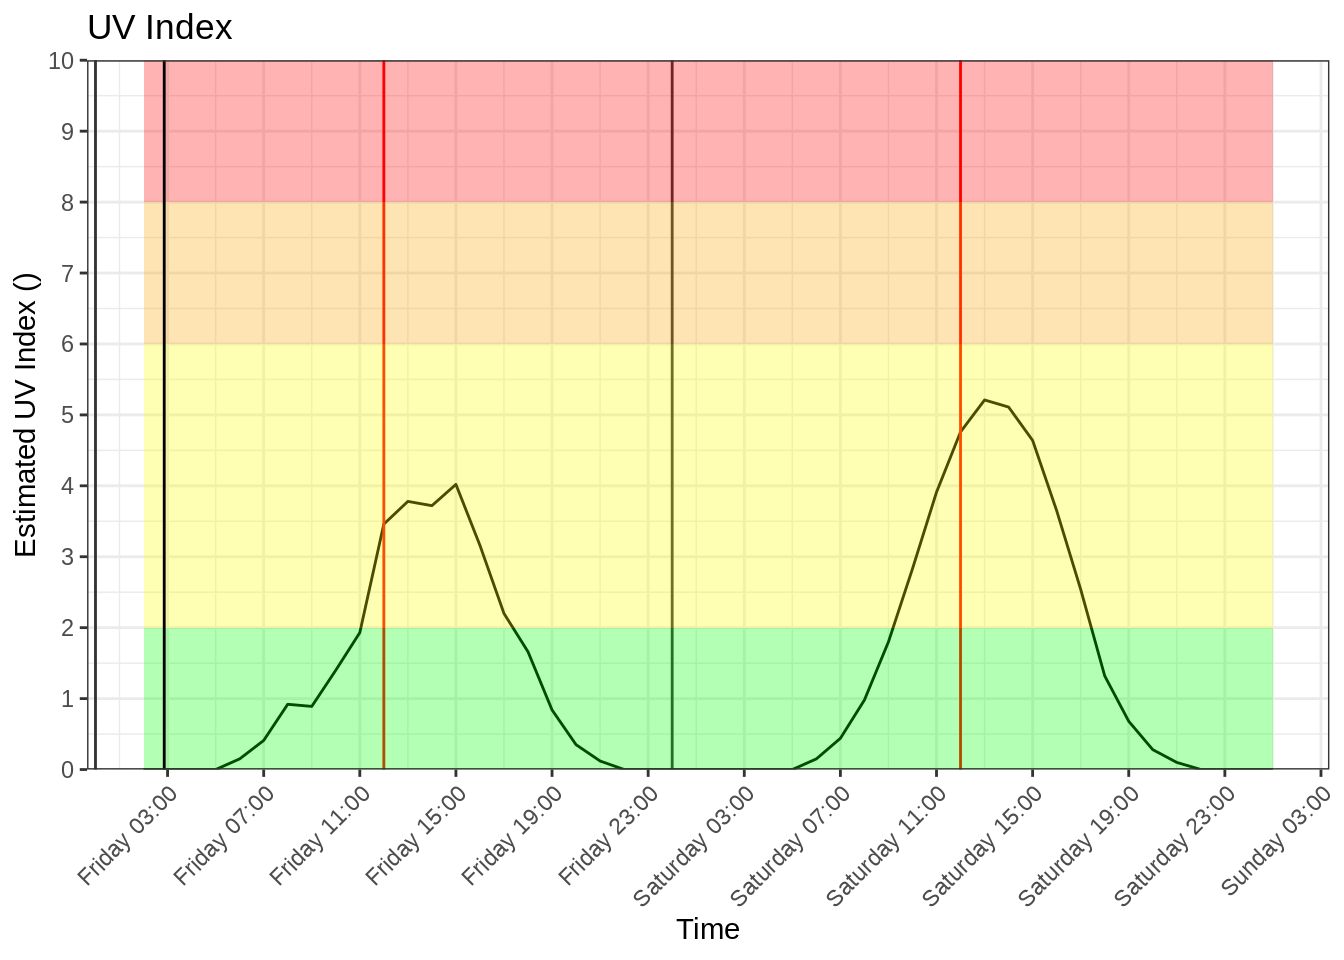 UV Index
Estimated UV Index ()
10
9
8
7
6
5
4
3
2
1
0
Friday 03:00
Friday 07:00
Friday 11:00
Friday 15:00
Friday 19:00
Friday 23:00
Saturday 03:00
Saturday 07:00
Saturday 11:00
Saturday 15:00
Saturday 19:00
Saturday 23:00
Sunday 03:00
Time